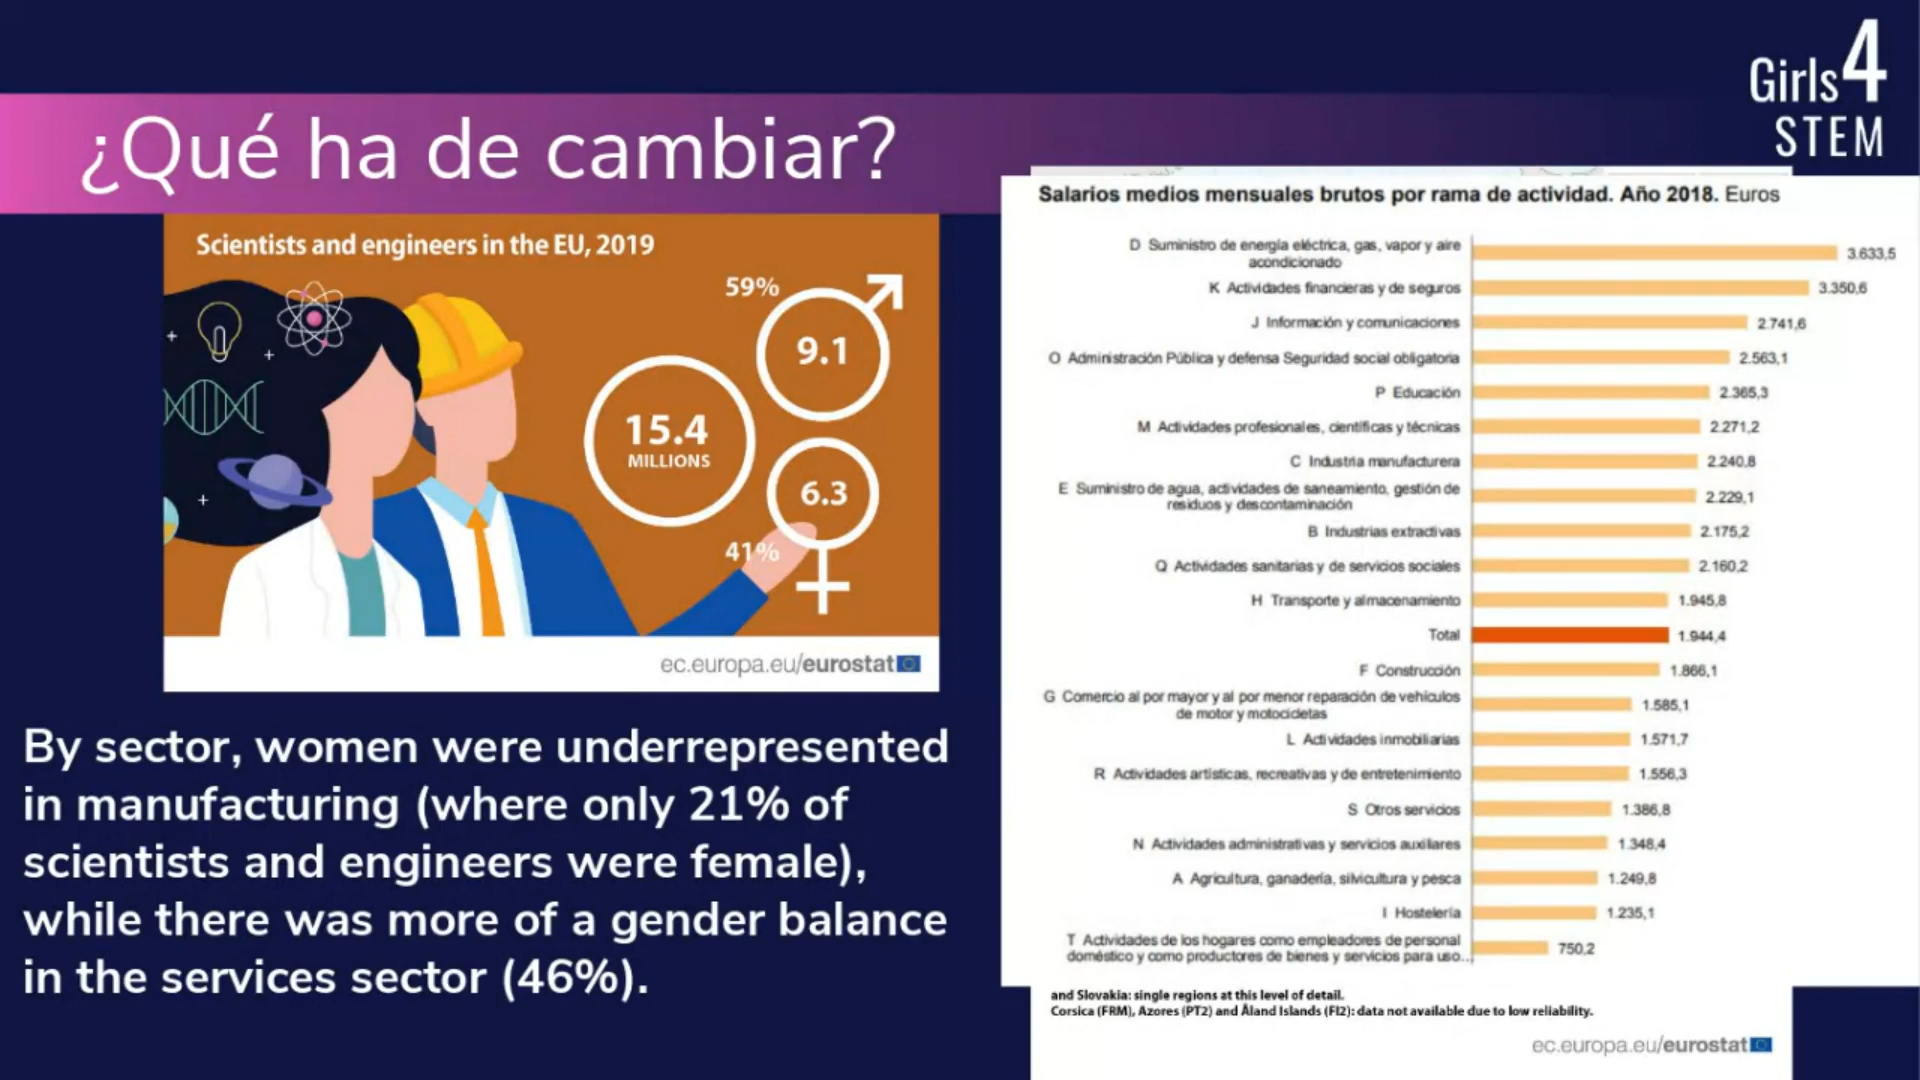 Girls4
STEM
¿Qué ha de cambiar?
Scientists and engineers in the EU, 2019
59%
9.1
15.4
MILLIONS
6.3
41%
ec.europa.eu/eurostat
By sector, women were underrepresented
in manufacturing (where only 21% of
scientists and engineers were female),
while there was more of a gender balance
in the services sector (46%).
Salarios medios mensuales brutos por rama de actividad. Año 2018. Euros
D Suministro de energía eléctrica, gas, vapor y aire
acondicionado
3.633,5
K Actividades financieras y de seguros
3.350,6
J Información y comunicaciones
2.741,6
O Administración Pública y defensa Seguridad social obligatoria
2.563,1
P Educación
2.365,3
M Actividades profesionales, científicas y técnicas
2.271,2
C Industria manufacturera
2.240,8
E Suministro de agua, actividades de saneamiento, gestión de
residuos y descontaminación
2.229,1
B Industrias extractivas
2.175,2
Q Actividades sanitarias y de servicios sociales
2.160,2
H Transporte y almacenamiento
1.945,8
Total
1.944,4
F Construcción
1.866,1
G Comercio al por mayor y al por menor reparación de vehículos
de motor y motocicletas
1.585,1
L Actividades inmobiliarias
1.571,7
R Actividades artísticas, recreativas y de entretenimiento
1.556,3
S Otros servicios
1.386,8
N Actividades administrativas y servicios auxiliares
1.348,4
A Agricultura, ganadería, silvicultura y pesca
1.249,8
I Hostelería
1.235,1
T Actividades de los hogares como empleadores de personal
doméstico y como productores de bienes y servicios para uso...
750,2
and Slovakia: single regions at this level of detail.
Corsica (FRM), Azores (PT2) and Åland Islands (FI2): data not available due to low reliability.
ec.europa.eu/eurostat